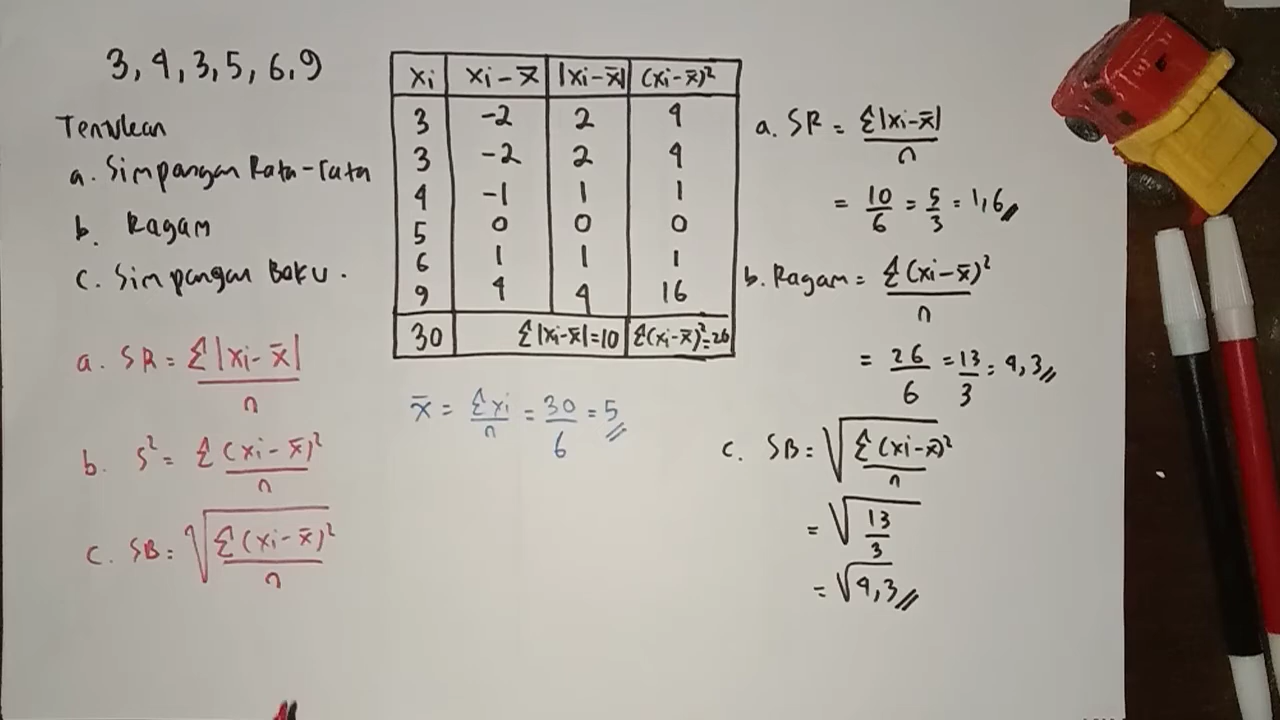 3, 4, 3, 5, 6, 9
Tentukan
a. Simpangan Rata-rata
b. Ragam
c. Simpangan Baku.
a. SR = Σ|xi - x̄| / n
b. S² = Σ(xi - x̄)² / n
c. SB = √(Σ(xi - x̄)² / n)
xi | xi - x̄ | |xi - x̄| | (xi - x̄)²
3 | -2 | 2 | 4
3 | -2 | 2 | 4
4 | -1 | 1 | 1
5 | 0 | 0 | 0
6 | 1 | 1 | 1
9 | 4 | 4 | 16
30 | Σ|xi - x̄| = 10 | Σ(xi - x̄)² = 26
x̄ = Σxi / n = 30 / 6 = 5 //
a. SR = Σ|xi - x̄| / n
= 10 / 6 = 5 / 3 = 1,6 //
b. Ragam = Σ(xi - x̄)² / n
= 26 / 6 = 13 / 3 = 4,3 //
c. SB = √(Σ(xi - x̄)² / n)
= √(13 / 3)
= √4,3 //